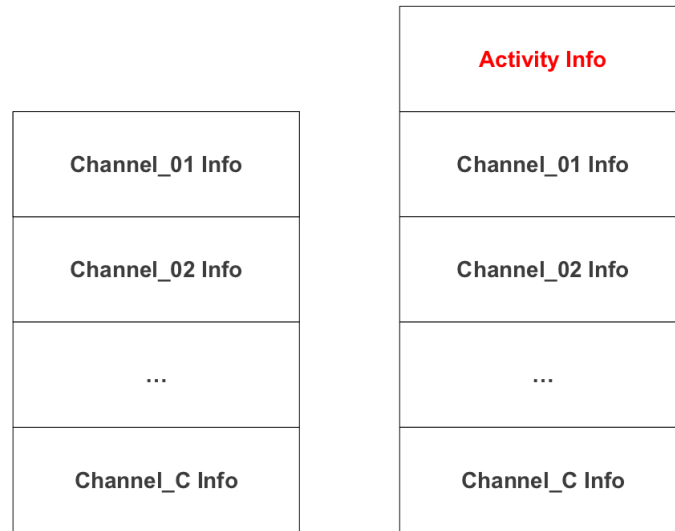 Channel_01 Info
Channel_02 Info
...
Channel_C Info
Activity Info
Channel_01 Info
Channel_02 Info
...
Channel_C Info